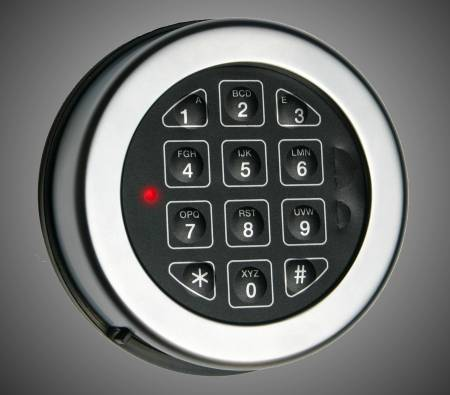 A BCD E
1 2 3
FGH IJK LMN
4 5 6
OPQ RST UVW
7 8 9
XYZ
* 0 #